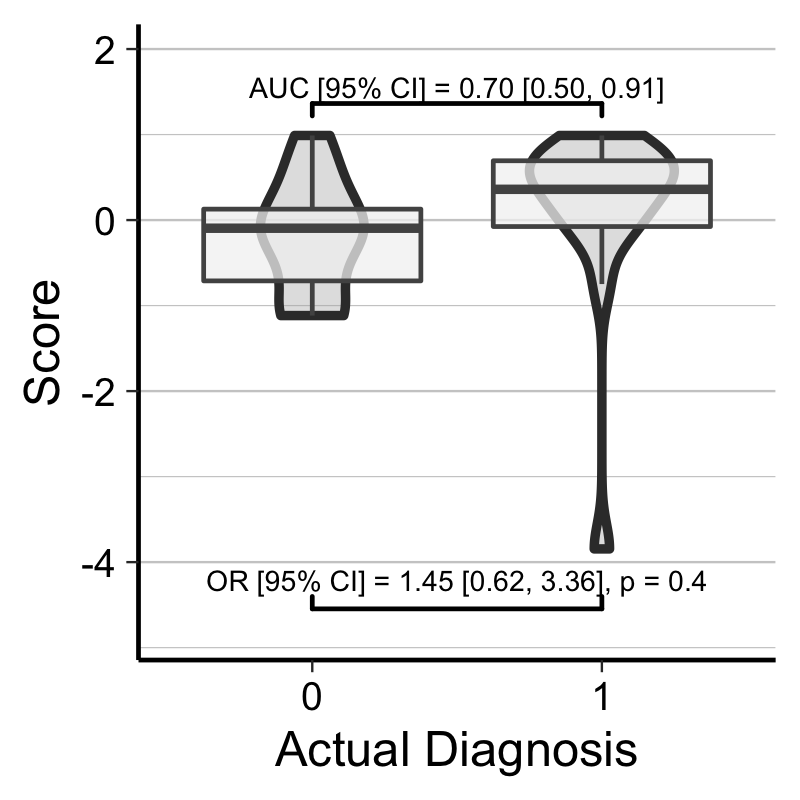 2
AUC [95% CI] = 0.70 [0.50, 0.91]
0
Score
-2
-4
OR [95% CI] = 1.45 [0.62, 3.36], p = 0.4
0 1
Actual Diagnosis